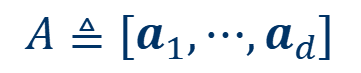 A ≜ [𝒂₁, ⋯, 𝒂_d]